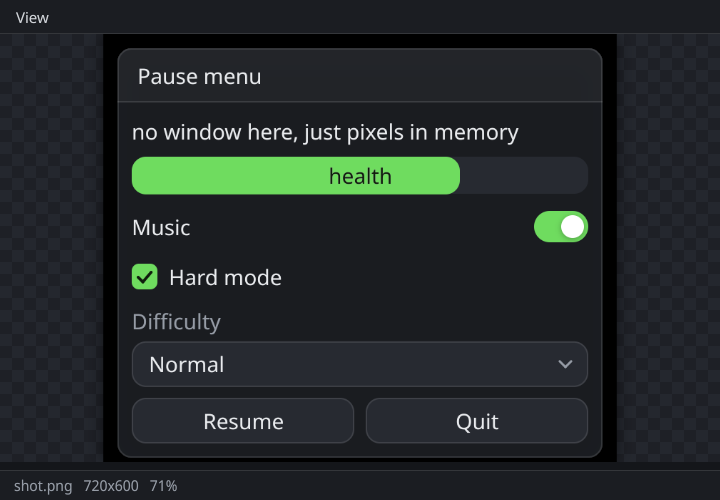 View
Pause menu
no window here, just pixels in memory
health
Music
Hard mode
Difficulty
Normal
Resume Quit
shot.png 720x600 71%